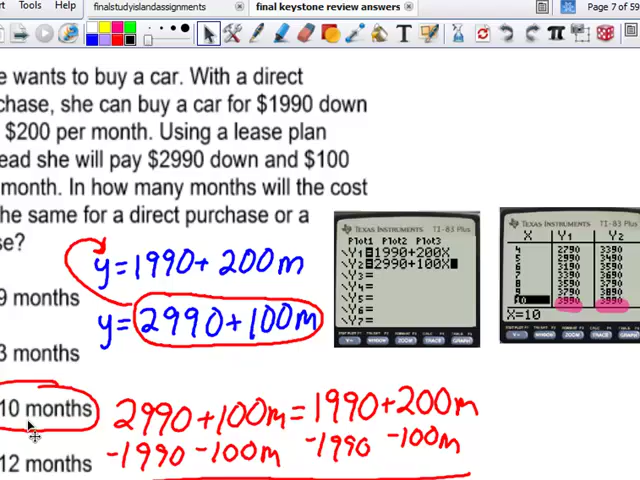 Tools Help
finalstudyislandassignments
final keystone review answers
Page 7 of 59
e wants to buy a car. With a direct
chase, she can buy a car for $1990 down
$200 per month. Using a lease plan
ead she will pay $2990 down and $100
month. In how many months will the cost
the same for a direct purchase or a
se?
y=1990+200m
y=2990+100m
TEXAS INSTRUMENTS TI-83 Plus
Plot1 Plot2 Plot3
\Y1=1990+200X
\Y2=2990+100X
\Y3=
\Y4=
\Y5=
\Y6=
\Y7=
TEXAS INSTRUMENTS TI-83 Plus
X Y1 Y2
4 2790 3390
5 2990 3490
6 3190 3590
7 3390 3690
8 3590 3790
9 3790 3890
10 3990 3990
X=10
9 months
3 months
10 months
12 months
2990+100m=1990+200m
-1990 -100m -1990 -100m